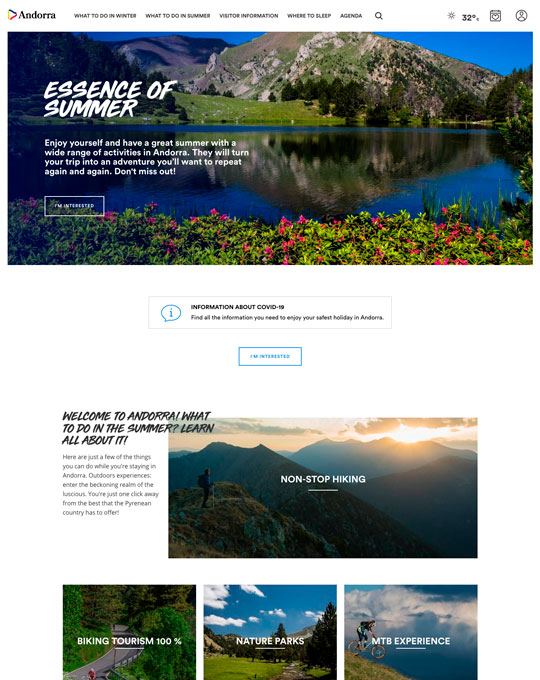 Andorra
WHAT TO DO IN WINTER
WHAT TO DO IN SUMMER
VISITOR INFORMATION
WHERE TO SLEEP
AGENDA
32º c
ESSENCE OF
SUMMER
Enjoy yourself and have a great summer with a
wide range of activities in Andorra. They will turn
your trip into an adventure you'll want to repeat
again and again. Don't miss out!
I'M INTERESTED
INFORMATION ABOUT COVID-19
Find all the information you need to enjoy your safest holiday in Andorra.
I'M INTERESTED
WELCOME TO ANDORRA! WHAT
TO DO IN THE SUMMER? LEARN
ALL ABOUT IT!
Here are just a few of the things
you can do while you're staying in
Andorra. Outdoors experiences:
enter the beckoning realm of the
luscious. You're just one click away
from the best that the Pyrenean
country has to offer!
NON-STOP HIKING
BIKING TOURISM 100 %
NATURE PARKS
MTB EXPERIENCE